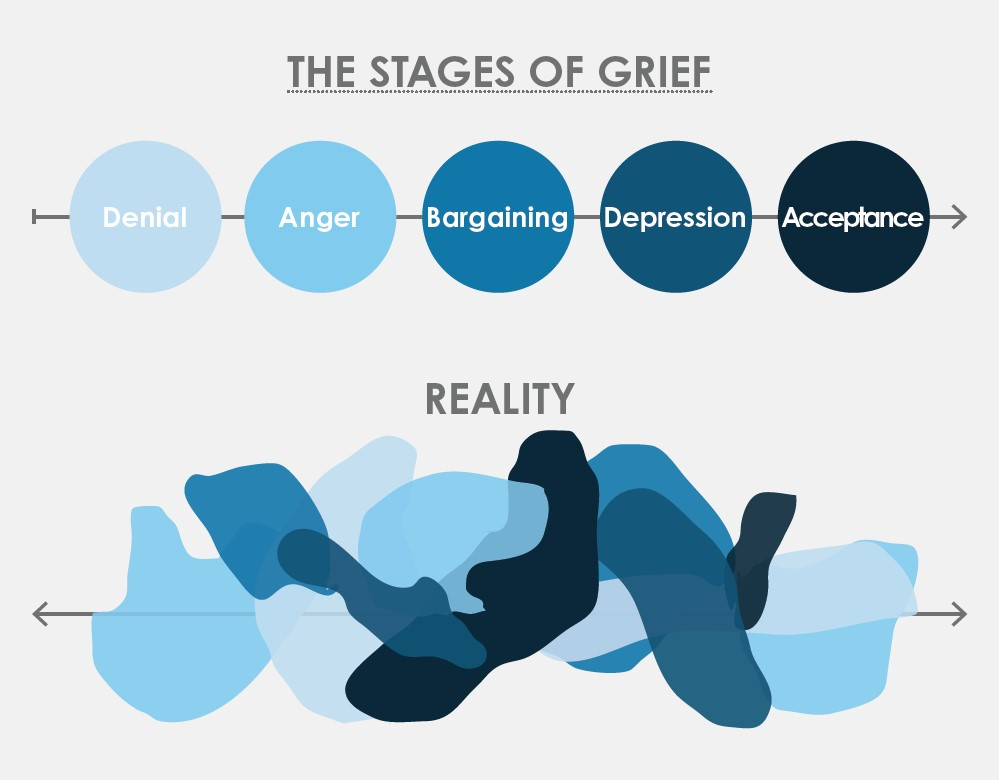 THE STAGES OF GRIEF
Denial Anger Bargaining Depression Acceptance
REALITY